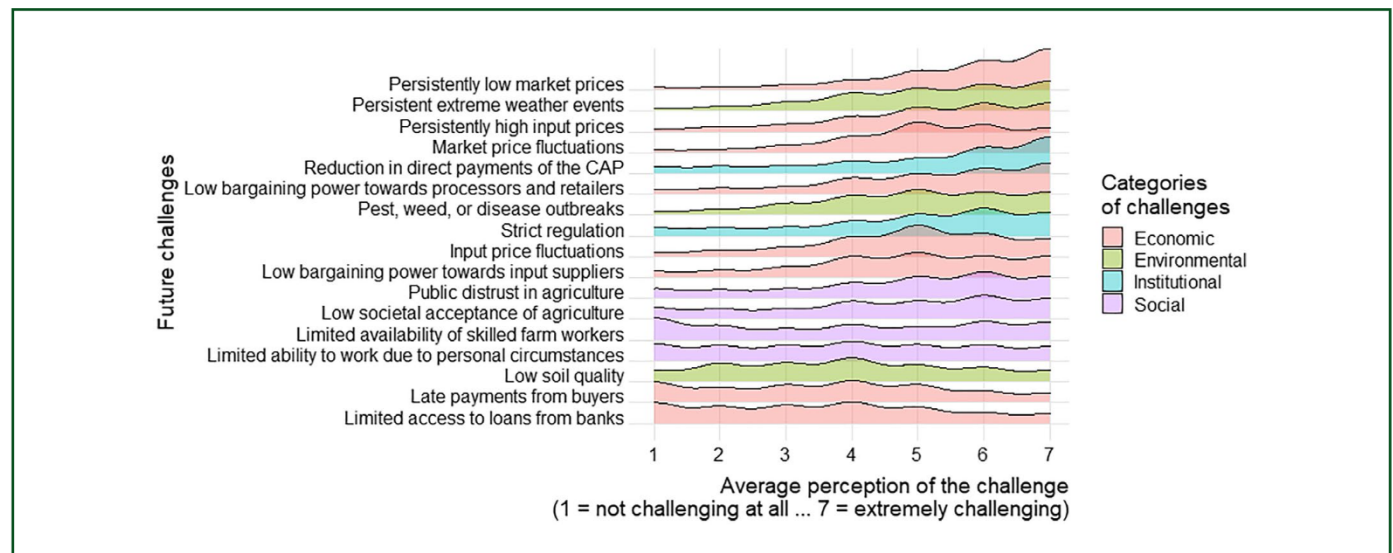 Future challenges
Persistently low market prices
Persistent extreme weather events
Persistently high input prices
Market price fluctuations
Reduction in direct payments of the CAP
Low bargaining power towards processors and retailers
Pest, weed, or disease outbreaks
Strict regulation
Input price fluctuations
Low bargaining power towards input suppliers
Public distrust in agriculture
Low societal acceptance of agriculture
Limited availability of skilled farm workers
Limited ability to work due to personal circumstances
Low soil quality
Late payments from buyers
Limited access to loans from banks
1 2 3 4 5 6 7
Average perception of the challenge
(1 = not challenging at all ... 7 = extremely challenging)
Categories
of challenges
Economic
Environmental
Institutional
Social